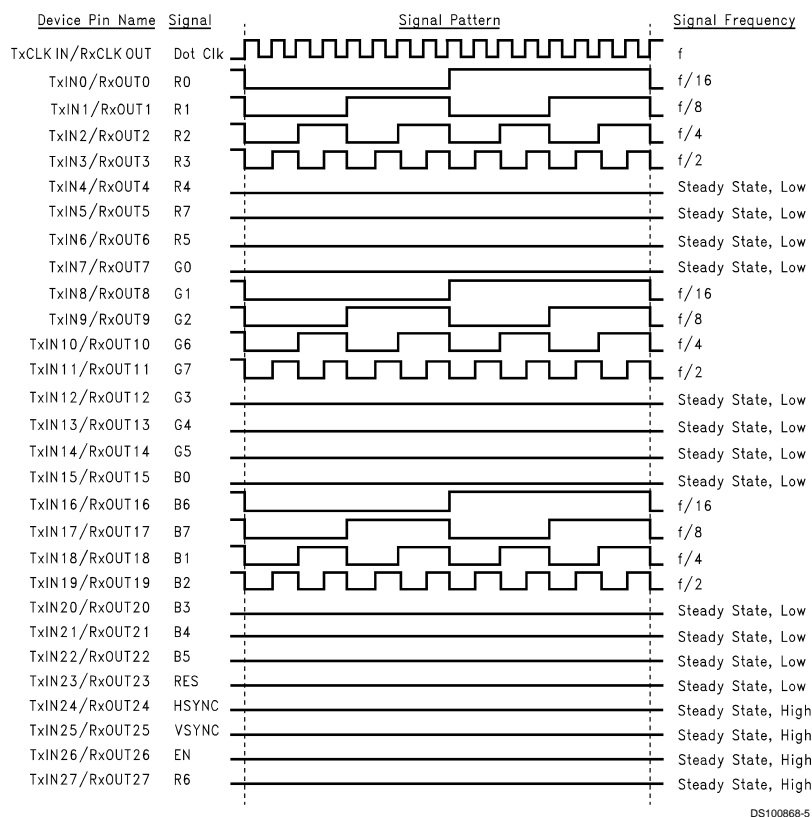 Device Pin Name Signal Signal Pattern Signal Frequency
TxCLK IN/RxCLK OUT Dot Clk f
TxIN0/RxOUT0 R0 f/16
TxIN1/RxOUT1 R1 f/8
TxIN2/RxOUT2 R2 f/4
TxIN3/RxOUT3 R3 f/2
TxIN4/RxOUT4 R4 Steady State, Low
TxIN5/RxOUT5 R7 Steady State, Low
TxIN6/RxOUT6 R5 Steady State, Low
TxIN7/RxOUT7 G0 Steady State, Low
TxIN8/RxOUT8 G1 f/16
TxIN9/RxOUT9 G2 f/8
TxIN10/RxOUT10 G6 f/4
TxIN11/RxOUT11 G7 f/2
TxIN12/RxOUT12 G3 Steady State, Low
TxIN13/RxOUT13 G4 Steady State, Low
TxIN14/RxOUT14 G5 Steady State, Low
TxIN15/RxOUT15 B0 Steady State, Low
TxIN16/RxOUT16 B6 f/16
TxIN17/RxOUT17 B7 f/8
TxIN18/RxOUT18 B1 f/4
TxIN19/RxOUT19 B2 f/2
TxIN20/RxOUT20 B3 Steady State, Low
TxIN21/RxOUT21 B4 Steady State, Low
TxIN22/RxOUT22 B5 Steady State, Low
TxIN23/RxOUT23 RES Steady State, Low
TxIN24/RxOUT24 HSYNC Steady State, High
TxIN25/RxOUT25 VSYNC Steady State, High
TxIN26/RxOUT26 EN Steady State, High
TxIN27/RxOUT27 R6 Steady State, High
DS100868-5